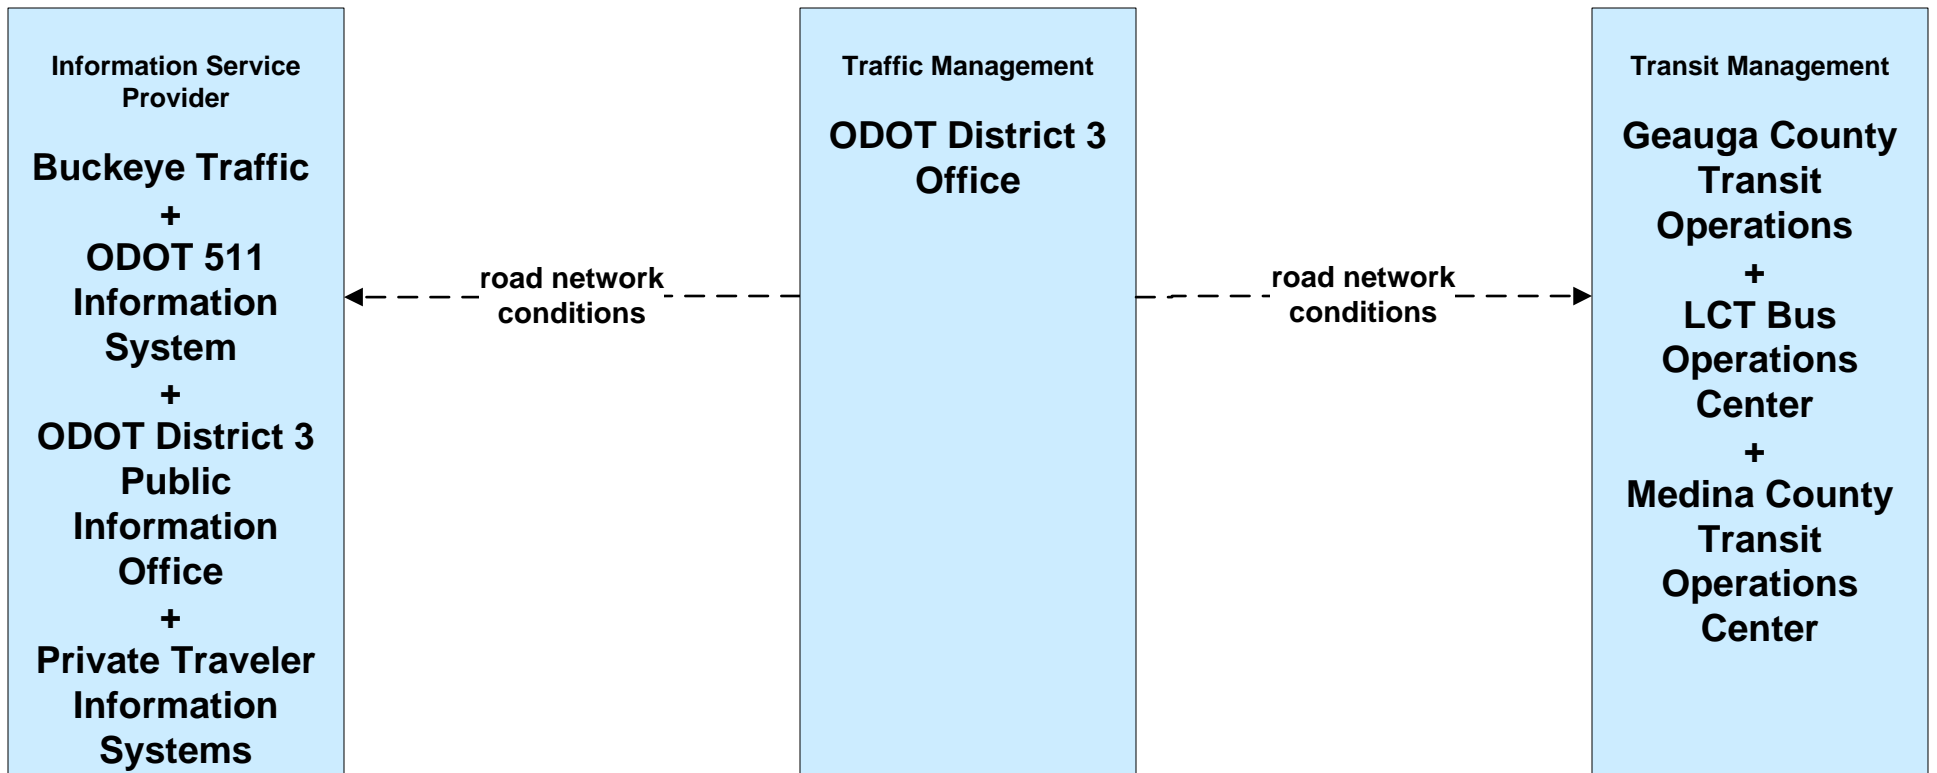 Information Service
Provider
Buckeye Traffic
+
ODOT 511
Information
System
+
ODOT District 3
Public
Information
Office
+
Private Traveler
Information
Systems
road network
conditions
Traffic Management
ODOT District 3
Office
road network
conditions
Transit Management
Geauga County
Transit
Operations
+
LCT Bus
Operations
Center
+
Medina County
Transit
Operations
Center